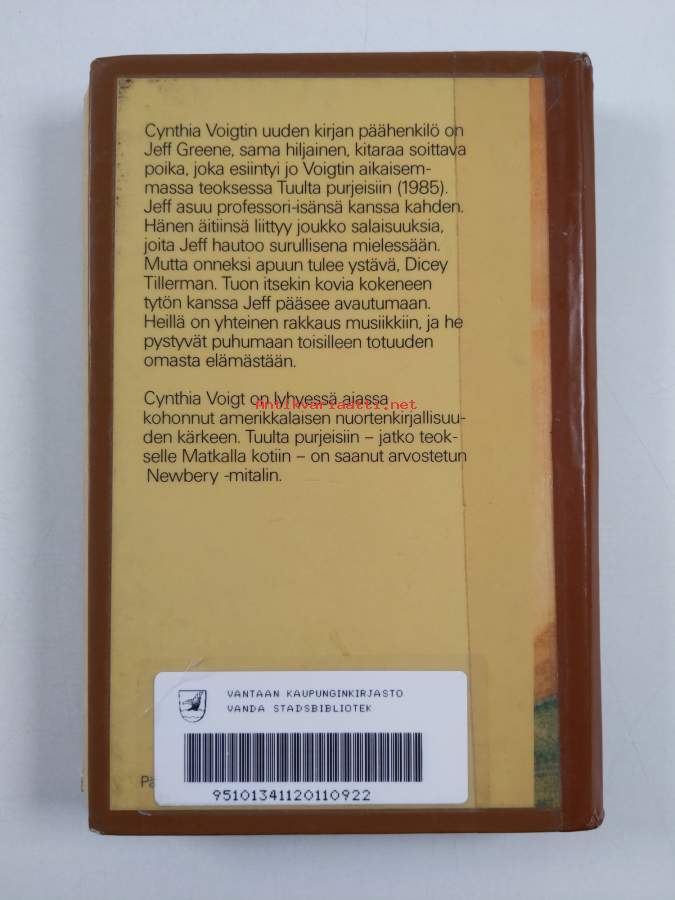 Cynthia Voigtin uuden kirjan päähenkilö on
Jeff Greene, sama hiljainen, kitaraa soittava
poika, joka esiintyi jo Voigtin aikaisem-
massa teoksessa Tuulta purjeisiin (1985).
Jeff asuu professori-isänsä kanssa kahden.
Hänen äitiinsä liittyy joukko salaisuuksia,
joita Jeff hautoo surullisena mielessään.
Mutta onneksi apuun tulee ystävä, Dicey
Tillerman. Tuon itsekin kovia kokeneen
tytön kanssa Jeff pääsee avautumaan.
Heillä on yhteinen rakkaus musiikkiin, ja he
pystyvät puhumaan toisilleen totuuden
omasta elämästään.
Cynthia Voigt on lyhyessä ajassa
Antikvariaatti.net
kohonnut amerikkalaisen nuortenkirjallisuu-
den kärkeen. Tuulta purjeisiin – jatko teok-
selle Matkalla kotiin – on saanut arvostetun
Newbery -mitalin.
VANTAAN KAUPUNGINKIRJASTO
VANDA STADSBIBLIOTEK
95101341120110922